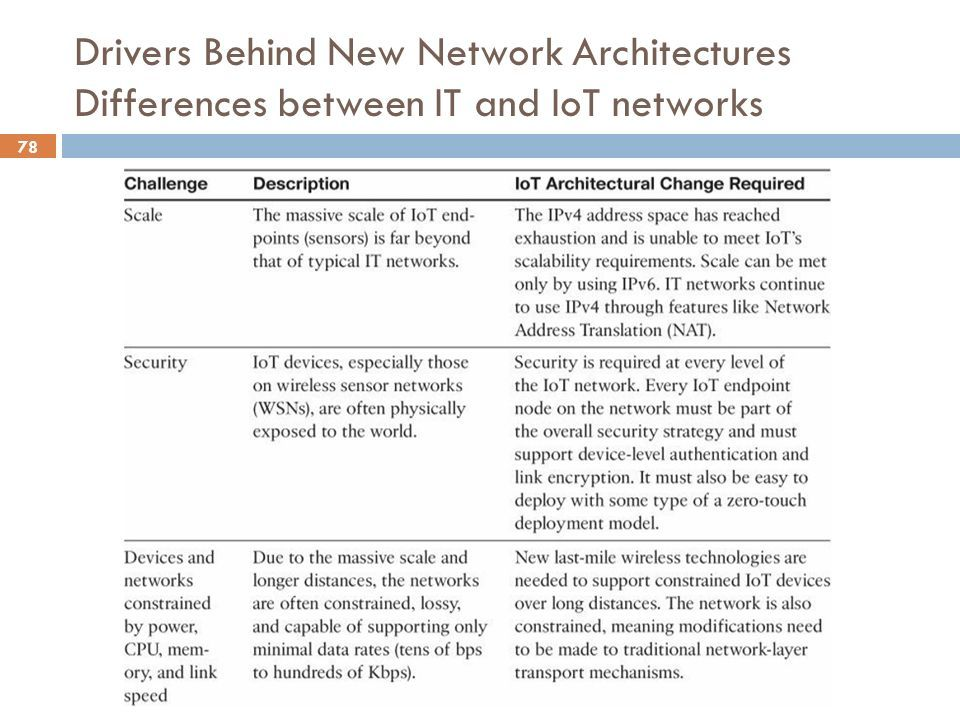 Drivers Behind New Network Architectures
Differences between IT and IoT networks
78
Challenge Description IoT Architectural Change Required
Scale
The massive scale of IoT end-
points (sensors) is far beyond
that of typical IT networks.
The IPv4 address space has reached
exhaustion and is unable to meet IoT's
scalability requirements. Scale can be met
only by using IPv6. IT networks continue
to use IPv4 through features like Network
Address Translation (NAT).
Security
IoT devices, especially those
on wireless sensor networks
(WSNs), are often physically
exposed to the world.
Security is required at every level of
the IoT network. Every IoT endpoint
node on the network must be part of
the overall security strategy and must
support device-level authentication and
link encryption. It must also be easy to
deploy with some type of a zero-touch
deployment model.
Devices and
networks
constrained
by power,
CPU, mem-
ory, and link
speed
Due to the massive scale and
longer distances, the networks
are often constrained, lossy,
and capable of supporting only
minimal data rates (tens of bps
to hundreds of Kbps).
New last-mile wireless technologies are
needed to support constrained IoT devices
over long distances. The network is also
constrained, meaning modifications need
to be made to traditional network-layer
transport mechanisms.